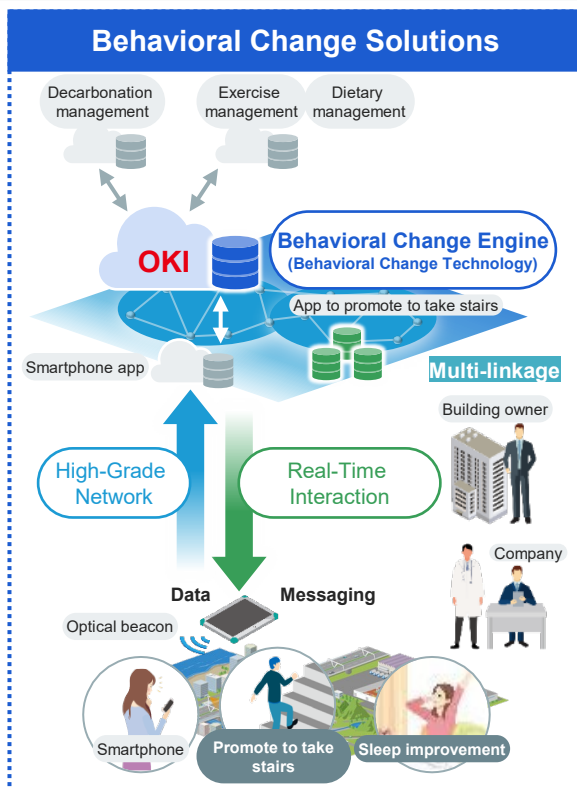 Behavioral Change Solutions
Decarbonation
management
Exercise
management
Dietary
management
OKI
Behavioral Change Engine
(Behavioral Change Technology)
App to promote to take stairs
Smartphone app
Multi-linkage
Building owner
High-Grade
Network
Real-Time
Interaction
Company
Data
Messaging
Optical beacon
Smartphone
Promote to take
stairs
Sleep improvement